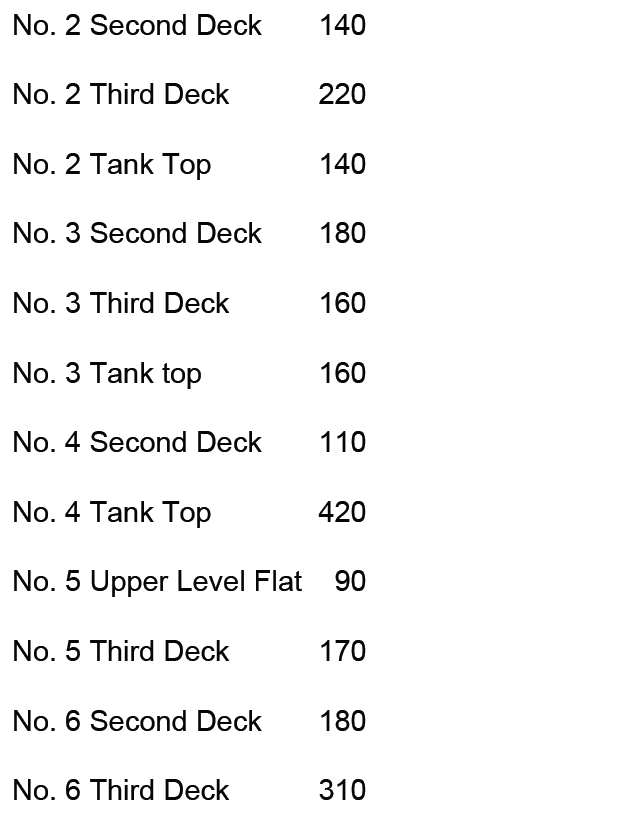 No. 2 Second Deck 140
No. 2 Third Deck 220
No. 2 Tank Top 140
No. 3 Second Deck 180
No. 3 Third Deck 160
No. 3 Tank top 160
No. 4 Second Deck 110
No. 4 Tank Top 420
No. 5 Upper Level Flat 90
No. 5 Third Deck 170
No. 6 Second Deck 180
No. 6 Third Deck 310